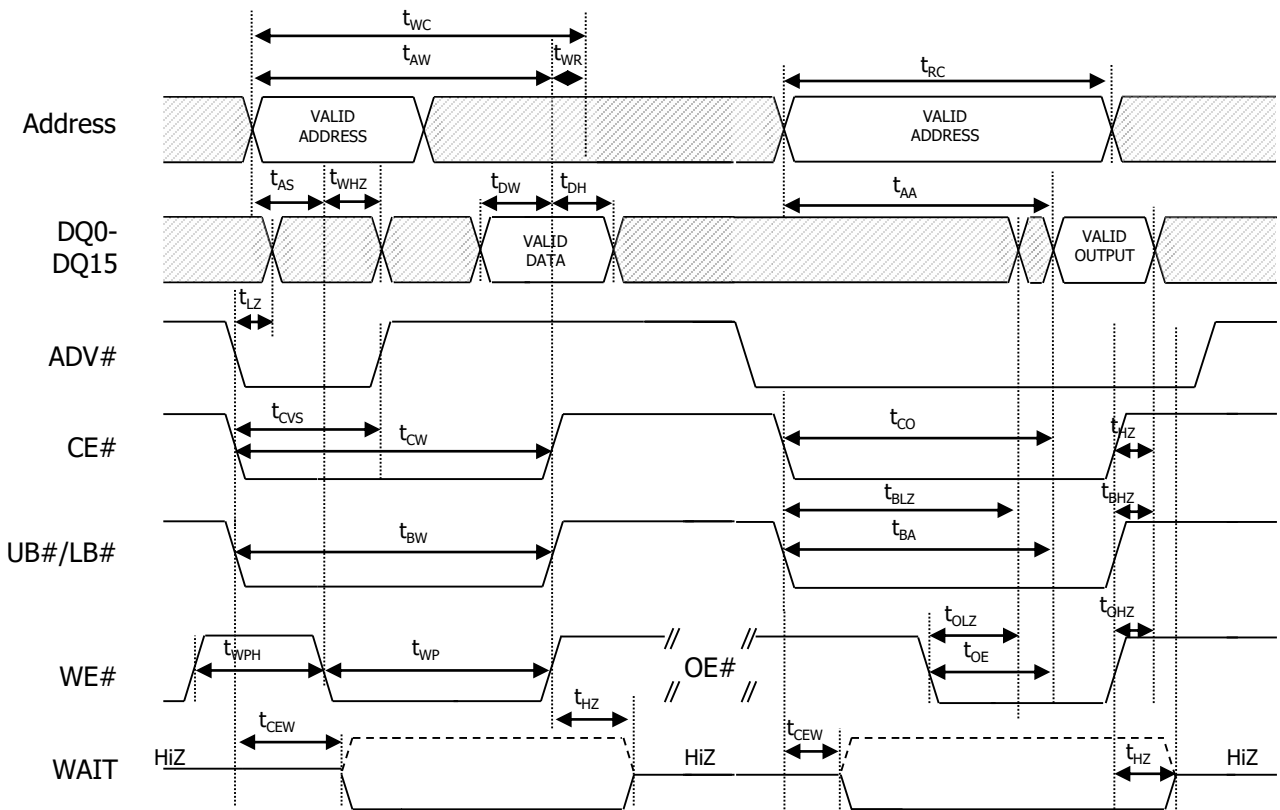 tWC
tAW
tWR
tRC
Address
VALID
ADDRESS
VALID
ADDRESS
tAS
tWHZ
tDW
tDH
tAA
DQ0-
DQ15
VALID
DATA
VALID
OUTPUT
tLZ
ADV#
tCVS
tCW
tCO
tHZ
CE#
tBLZ
tBHZ
UB#/LB#
tBW
tBA
tOLZ
tOHZ
tWPH
tWP
//
OE#
//
tOE
WE#
//
//
tHZ
tCEW
tCEW
WAIT
HiZ
HiZ
tHZ
HiZ